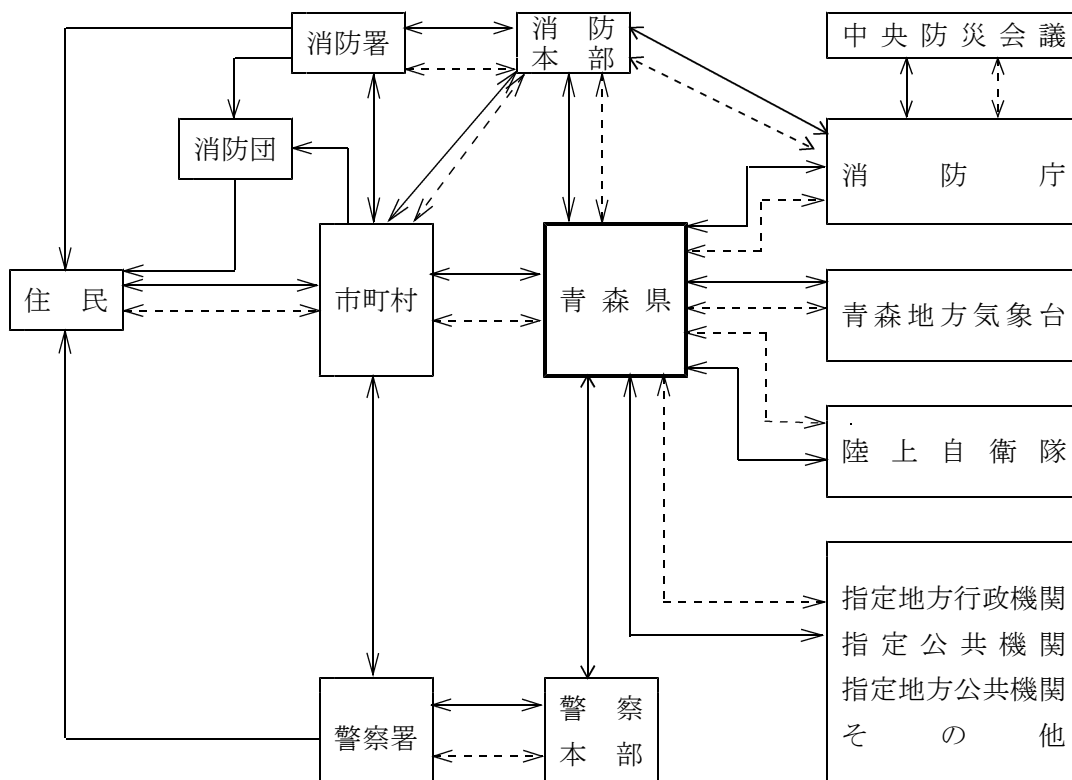 消防署
消防
本部
中央防災会議
消防団
消防庁
住民
市町村
青森県
青森地方気象台
陸上自衛隊
指定地方行政機関
指定公共機関
指定地方公共機関
その他
警察署
警察
本部